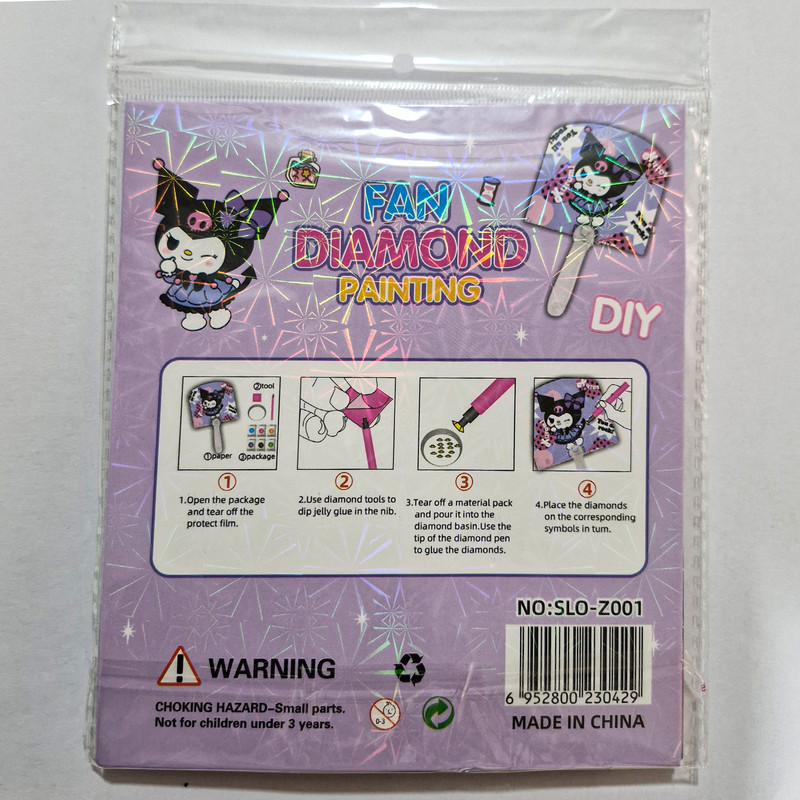 FAN
DIAMOND
PAINTING
DIY
②tool
①paper
③package
①
1.Open the package
and tear off the
protect film.
②
2.Use diamond tools to
dip jelly glue in the nib.
③
3.Tear off a material pack
and pour it into the
diamond basin.Use the
tip of the diamond pen
to glue the diamonds.
④
4.Place the diamonds
on the corresponding
symbols in turn.
NO:SLO-Z001
6 952800 230429
MADE IN CHINA
WARNING
CHOKING HAZARD-Small parts.
Not for children under 3 years.
0-3